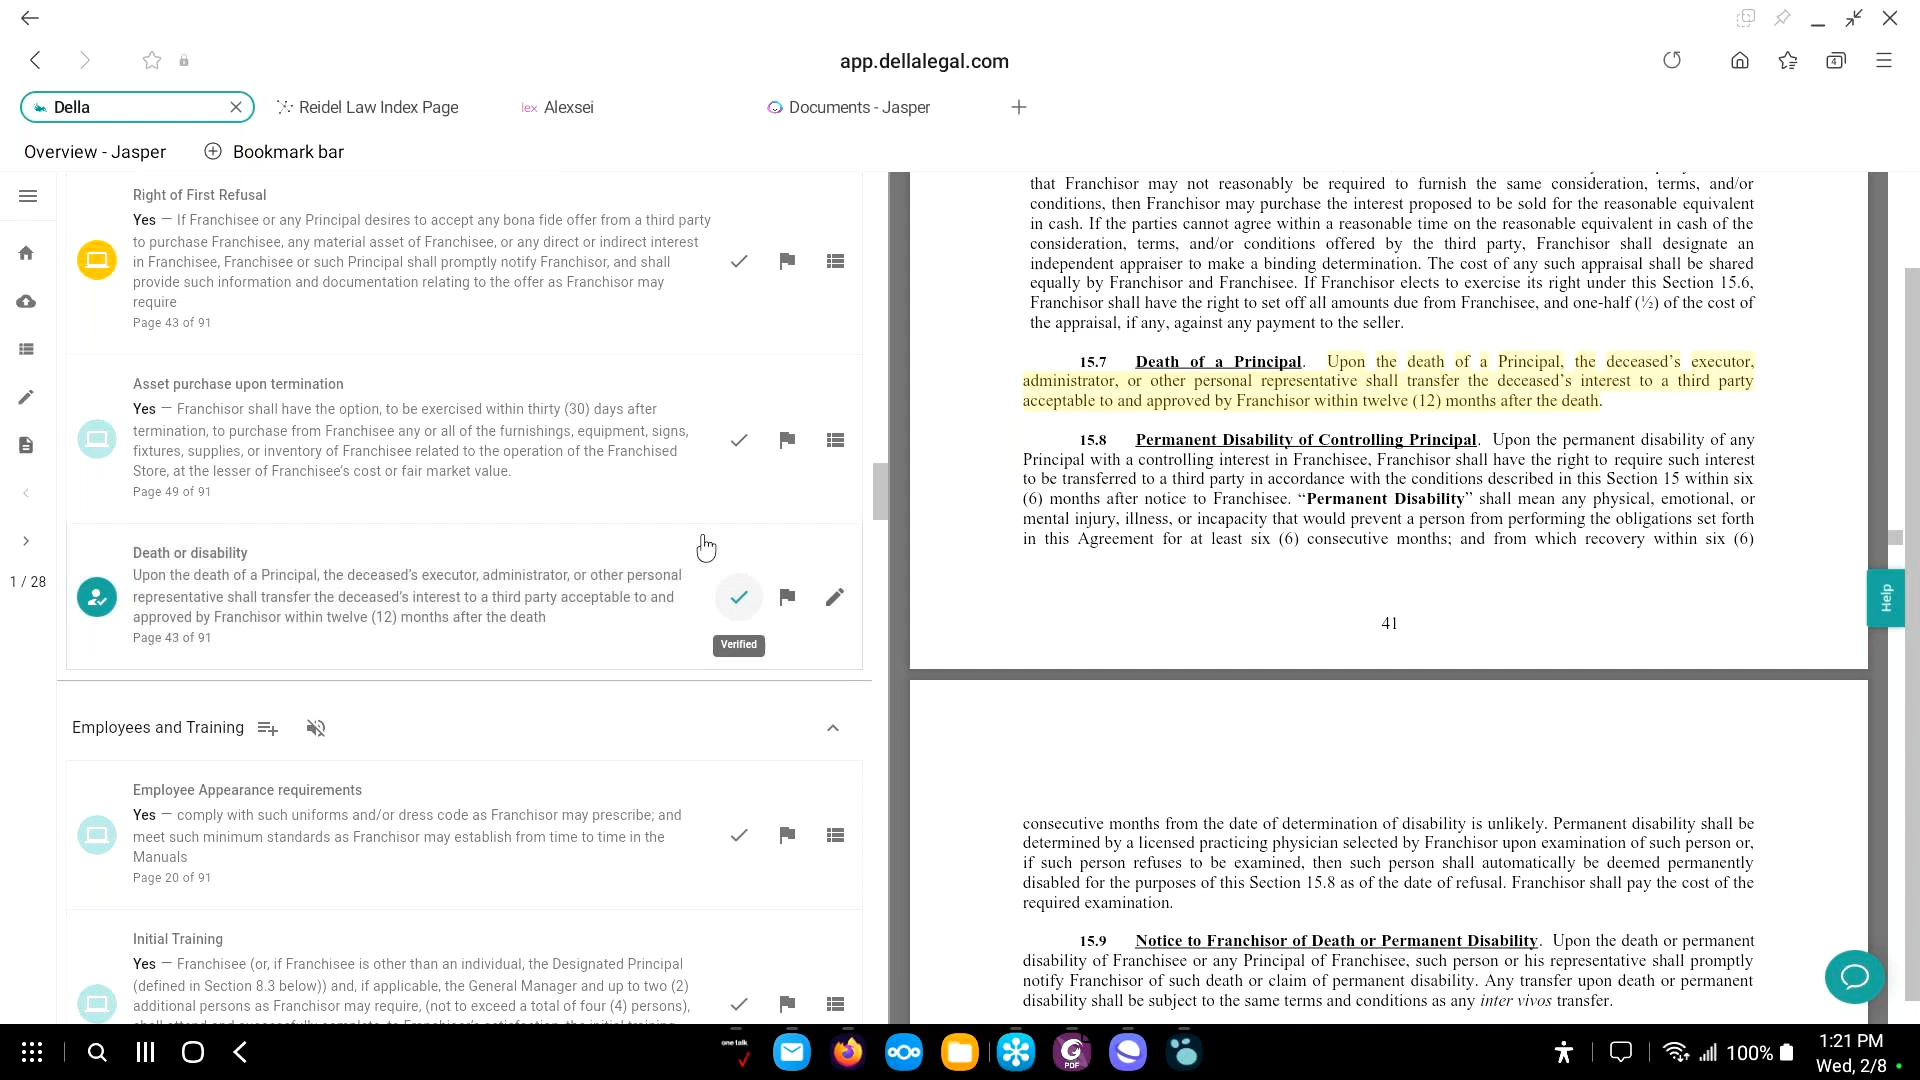 app.dellalegal.com
4
Della
Reidel Law Index Page
lex Alexsei
Documents - Jasper
Overview - Jasper
Bookmark bar
Right of First Refusal
Yes — If Franchisee or any Principal desires to accept any bona fide offer from a third party
to purchase Franchisee, any material asset of Franchisee, or any direct or indirect interest
in Franchisee, Franchisee or such Principal shall promptly notify Franchisor, and shall
provide such information and documentation relating to the offer as Franchisor may
require
Page 43 of 91
Asset purchase upon termination
Yes — Franchisor shall have the option, to be exercised within thirty (30) days after
termination, to purchase from Franchisee any or all of the furnishings, equipment, signs,
fixtures, supplies, or inventory of Franchisee related to the operation of the Franchised
Store, at the lesser of Franchisee's cost or fair market value.
Page 49 of 91
1 / 28
Death or disability
Upon the death of a Principal, the deceased's executor, administrator, or other personal
representative shall transfer the deceased's interest to a third party acceptable to and
approved by Franchisor within twelve (12) months after the death
Page 43 of 91
Verified
Employees and Training
Employee Appearance requirements
Yes — comply with such uniforms and/or dress code as Franchisor may prescribe; and
meet such minimum standards as Franchisor may establish from time to time in the
Manuals
Page 20 of 91
Initial Training
Yes — Franchisee (or, if Franchisee is other than an individual, the Designated Principal
(defined in Section 8.3 below)) and, if applicable, the General Manager and up to two (2)
additional persons as Franchisor may require, (not to exceed a total of four (4) persons),
that Franchisor may not reasonably be required to furnish the same consideration, terms, and/or
conditions, then Franchisor may purchase the interest proposed to be sold for the reasonable equivalent
in cash. If the parties cannot agree within a reasonable time on the reasonable equivalent in cash of the
consideration, terms, and/or conditions offered by the third party, Franchisor shall designate an
independent appraiser to make a binding determination. The cost of any such appraisal shall be shared
equally by Franchisor and Franchisee. If Franchisor elects to exercise its right under this Section 15.6,
Franchisor shall have the right to set off all amounts due from Franchisee, and one-half (½) of the cost of
the appraisal, if any, against any payment to the seller.
15.7 Death of a Principal. Upon the death of a Principal, the deceased's executor,
administrator, or other personal representative shall transfer the deceased's interest to a third party
acceptable to and approved by Franchisor within twelve (12) months after the death.
15.8 Permanent Disability of Controlling Principal. Upon the permanent disability of any
Principal with a controlling interest in Franchisee, Franchisor shall have the right to require such interest
to be transferred to a third party in accordance with the conditions described in this Section 15 within six
(6) months after notice to Franchisee. “Permanent Disability” shall mean any physical, emotional, or
mental injury, illness, or incapacity that would prevent a person from performing the obligations set forth
in this Agreement for at least six (6) consecutive months; and from which recovery within six (6)
41
consecutive months from the date of determination of disability is unlikely. Permanent disability shall be
determined by a licensed practicing physician selected by Franchisor upon examination of such person or,
if such person refuses to be examined, then such person shall automatically be deemed permanently
disabled for the purposes of this Section 15.8 as of the date of refusal. Franchisor shall pay the cost of the
required examination.
15.9 Notice to Franchisor of Death or Permanent Disability. Upon the death or permanent
disability of Franchisee or any Principal of Franchisee, such person or his representative shall promptly
notify Franchisor of such death or claim of permanent disability. Any transfer upon death or permanent
disability shall be subject to the same terms and conditions as any inter vivos transfer.
Help
one talk
PDF
100%
1:21 PM
Wed, 2/8